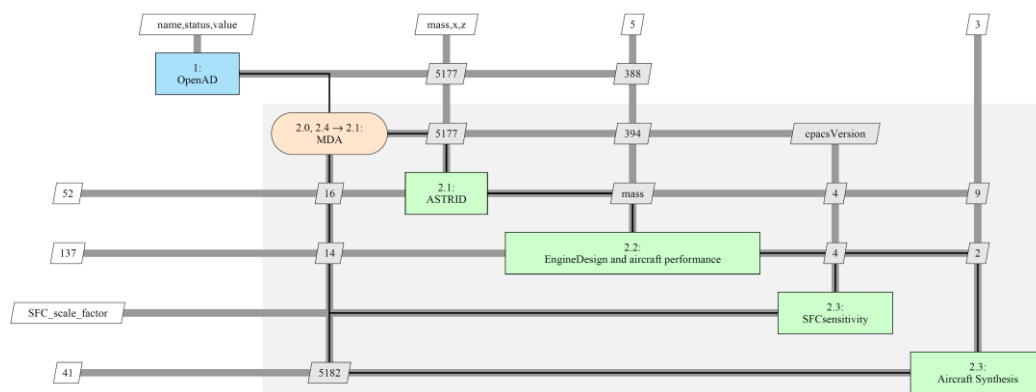 name,status,value
mass,x,z
5
3
1:
OpenAD
5177
388
2.0, 2.4 → 2.1:
MDA
5177
394
cpacsVersion
52
16
2.1:
ASTRID
mass
4
9
137
14
2.2:
EngineDesign and aircraft performance
4
2
SFC_scale_factor
2.3:
SFCsensitivity
41
5182
2.3:
Aircraft Synthesis